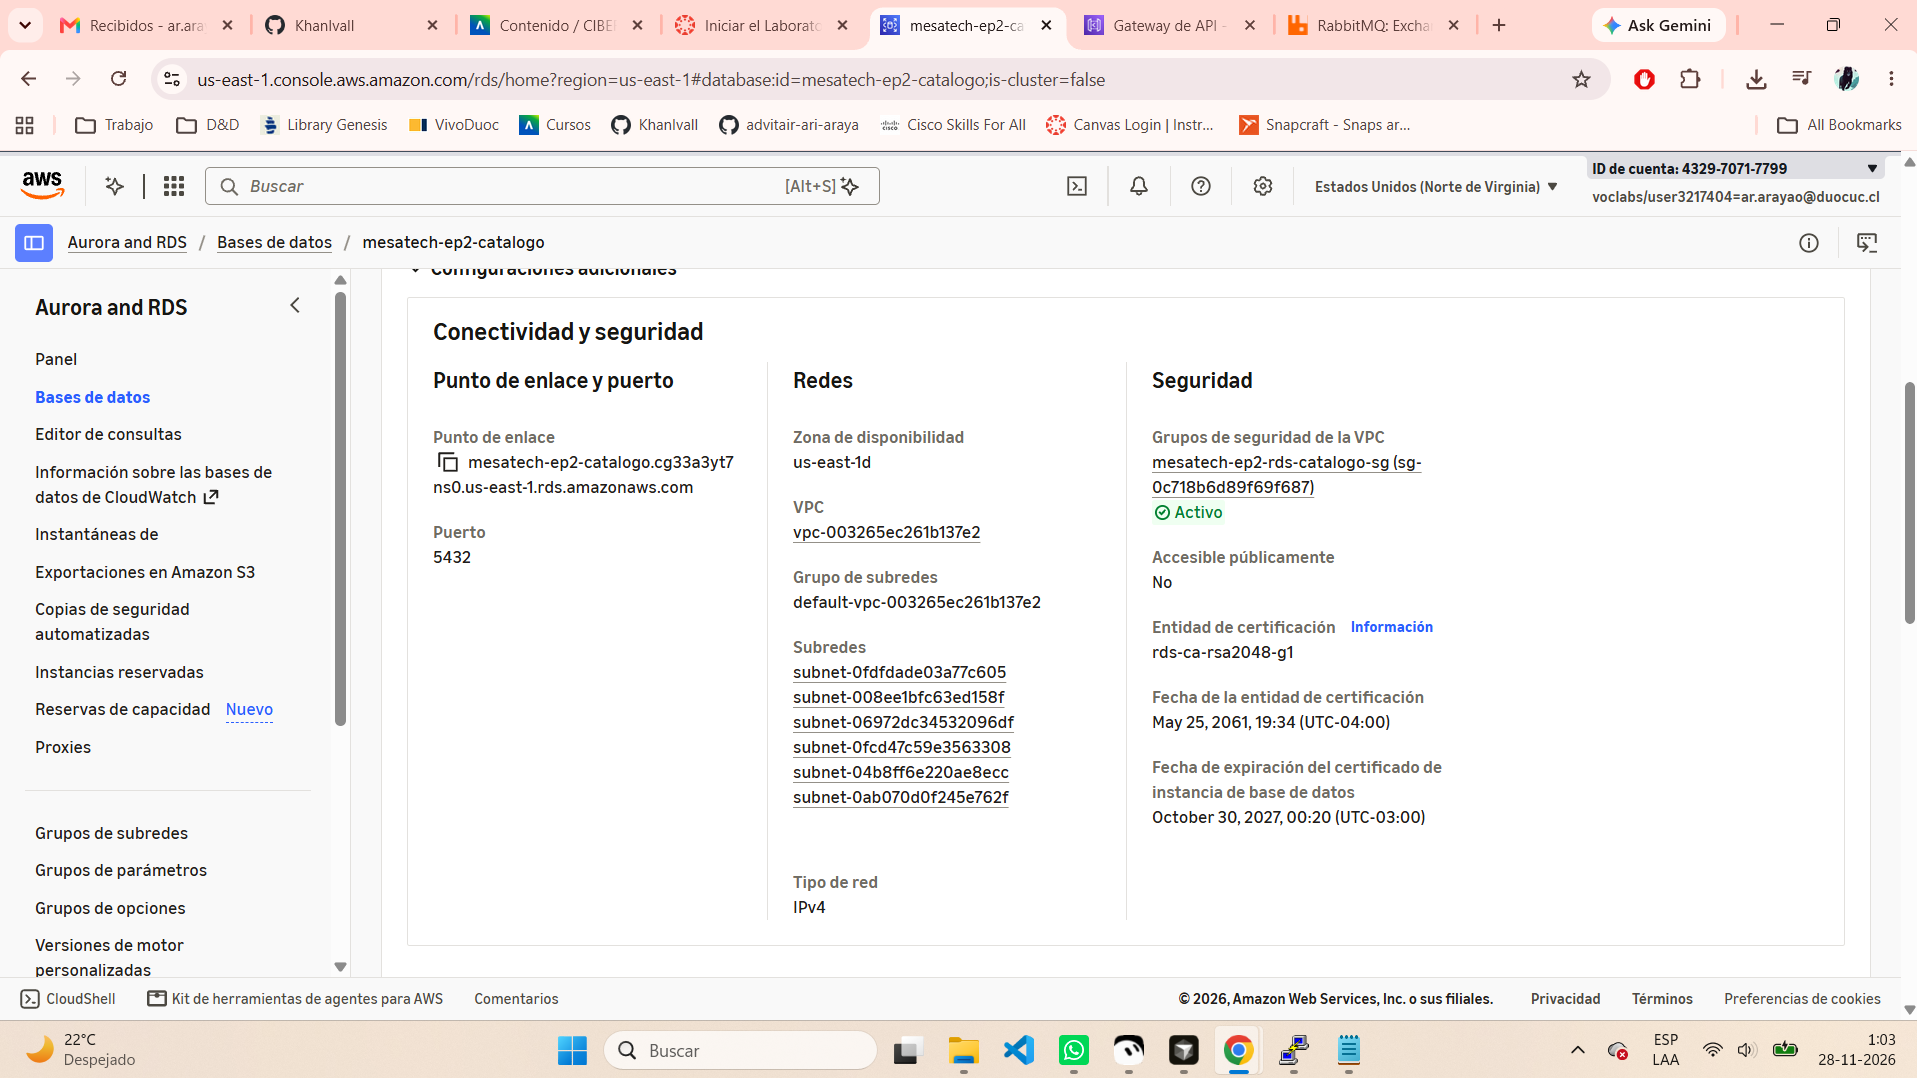 Recibidos - ar.ara
KhanIvall
Contenido / CIBE
Iniciar el Laborato
mesatech-ep2-ca
Gateway de API -
RabbitMQ: Excha
Ask Gemini
us-east-1.console.aws.amazon.com/rds/home?region=us-east-1#database:id=mesatech-ep2-catalogo;is-cluster=false
Trabajo
D&D
Library Genesis
VivoDuoc
Cursos
KhanIvall
advitair-ari-araya
Cisco Skills For All
Canvas Login | Instr...
Snapcraft - Snaps ar...
All Bookmarks
aws
Buscar
[Alt+S]
Estados Unidos (Norte de Virginia)
ID de cuenta: 4329-7071-7799
voclabs/user3217404=ar.arayao@duocuc.cl
Aurora and RDS / Bases de datos / mesatech-ep2-catalogo
Aurora and RDS
Panel
Bases de datos
Editor de consultas
Información sobre las bases de
datos de CloudWatch
Instantáneas de
Exportaciones en Amazon S3
Copias de seguridad
automatizadas
Instancias reservadas
Reservas de capacidad Nuevo
Proxies
Grupos de subredes
Grupos de parámetros
Grupos de opciones
Versiones de motor
personalizadas
Configuraciones adicionales
Conectividad y seguridad
Punto de enlace y puerto
Punto de enlace
mesatech-ep2-catalogo.cg33a3yt7
ns0.us-east-1.rds.amazonaws.com
Puerto
5432
Redes
Zona de disponibilidad
us-east-1d
VPC
vpc-003265ec261b137e2
Grupo de subredes
default-vpc-003265ec261b137e2
Subredes
subnet-0fdfdade03a77c605
subnet-008ee1bfc63ed158f
subnet-06972dc34532096df
subnet-0fcd47c59e3563308
subnet-04b8ff6e220ae8ecc
subnet-0ab070d0f245e762f
Tipo de red
IPv4
Seguridad
Grupos de seguridad de la VPC
mesatech-ep2-rds-catalogo-sg (sg-
0c718b6d89f69f687)
Activo
Accesible públicamente
No
Entidad de certificación Información
rds-ca-rsa2048-g1
Fecha de la entidad de certificación
May 25, 2061, 19:34 (UTC-04:00)
Fecha de expiración del certificado de
instancia de base de datos
October 30, 2027, 00:20 (UTC-03:00)
CloudShell
Kit de herramientas de agentes para AWS
Comentarios
© 2026, Amazon Web Services, Inc. o sus filiales.
Privacidad
Términos
Preferencias de cookies
22°C
Despejado
Buscar
ESP
LAA
1:03
28-11-2026